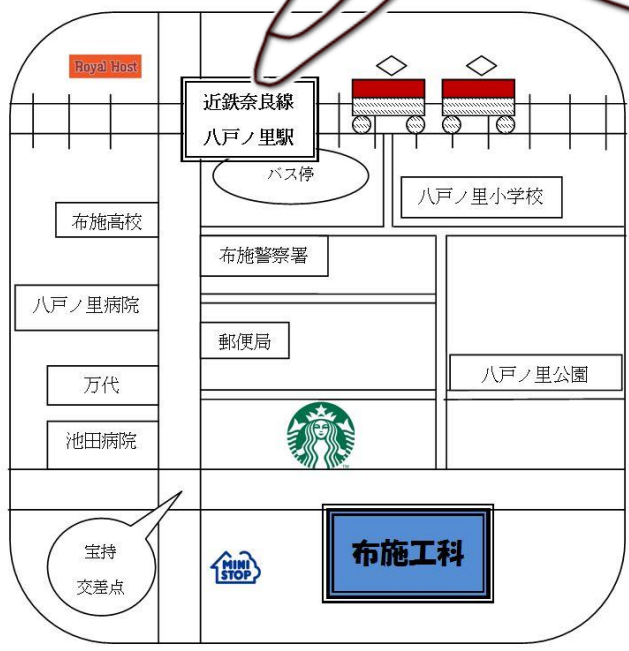 Royal Host
近鉄奈良線
八戸ノ里駅
バス停
八戸ノ里小学校
布施高校
布施警察署
八戸ノ里病院
郵便局
八戸ノ里公園
万代
池田病院
宝持
交差点
MINI
STOP
布施工科